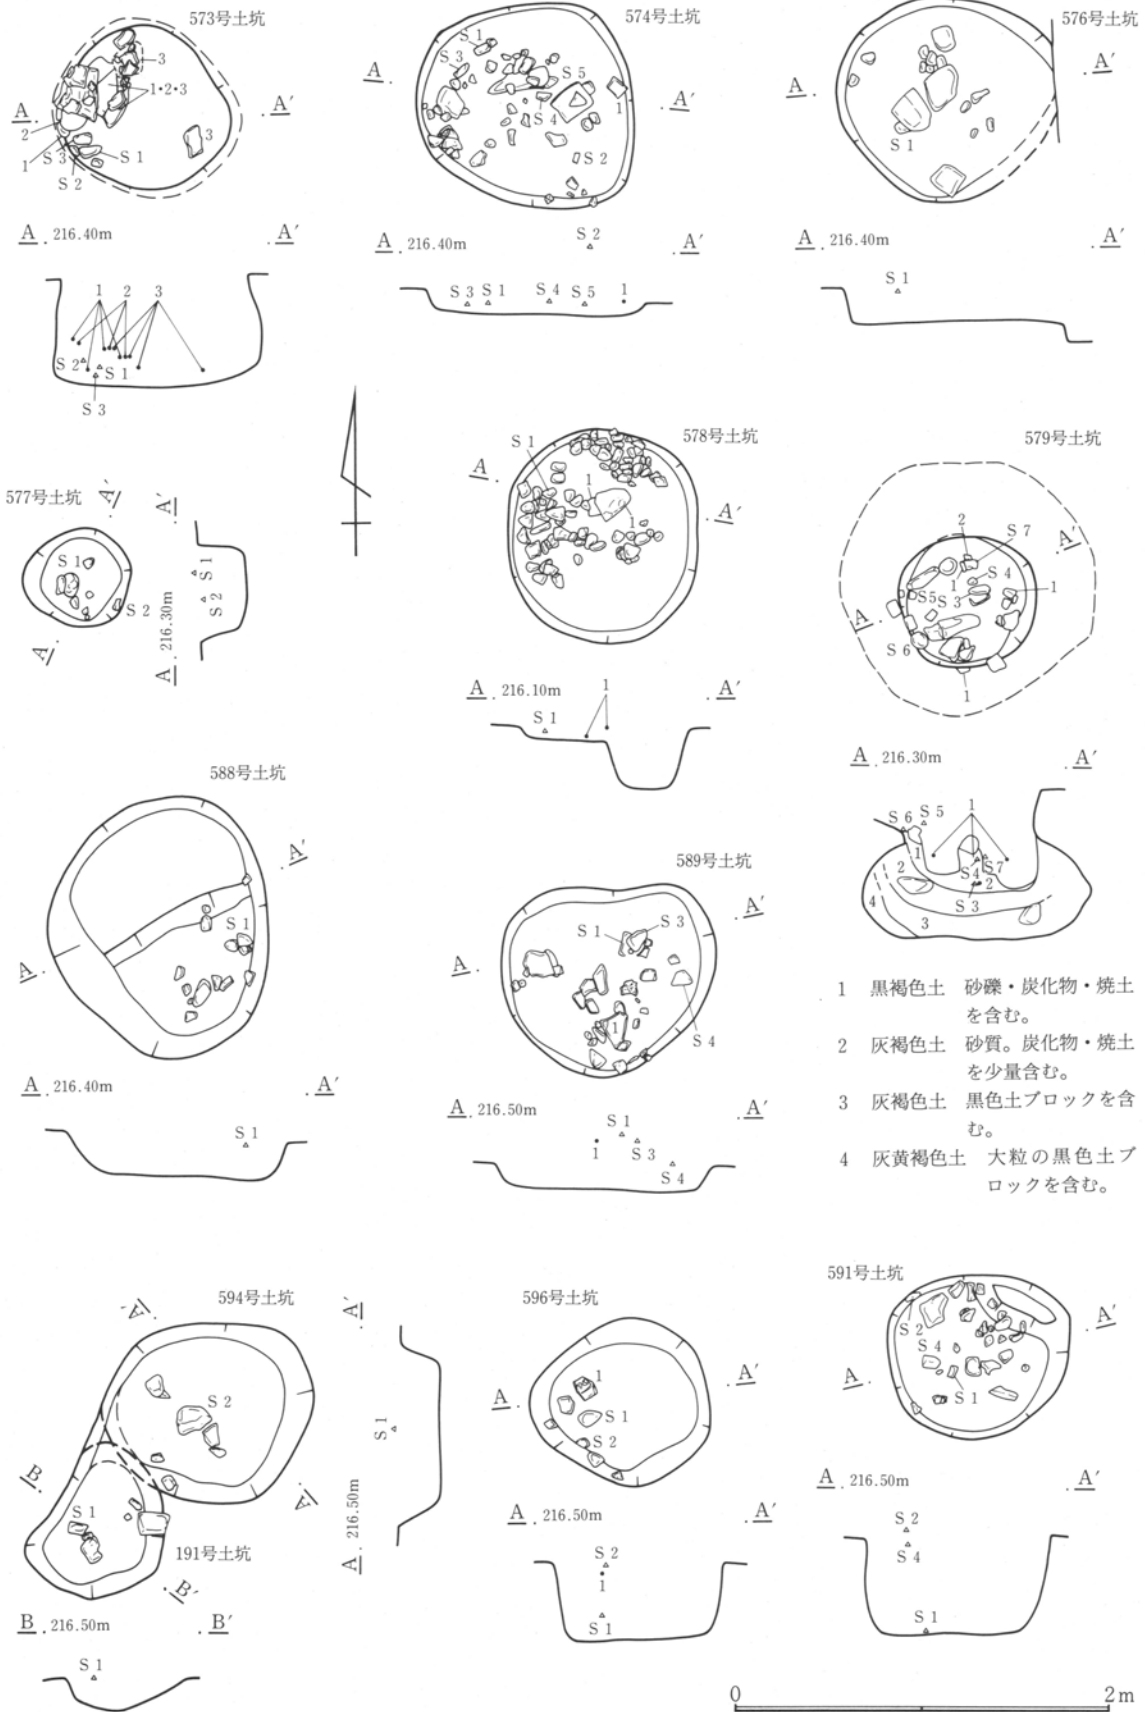 573号土坑
3
1・2・3
A . . A′
2
3
S 3
S 1
1
S 2
A . 216.40m . A′
1 2 3
S 2
S 1
S 3
574号土坑
S 1
S 3
S 5
A . . A′
1
S 4
S 2
A . 216.40m . A′
S 2
S 3 S 1 S 4 S 5 1
576号土坑
A . . A′
S 1
A . 216.40m . A′
S 1
577号土坑
A′
S 1
S 2
A .
A . 216.30m . A′
S 1
S 2
578号土坑
S 1
A .
1
. A′
1
A . 216.10m . A′
1
S 1
579号土坑
2
S 7
. A′
1
S 4
S5
S 3
1
A .
S 6
1
A . 216.30m . A′
S 6
S 5
1
1
2
S4
S7
2
S 3
4
3
1 黒褐色土 砂礫・炭化物・焼土
を含む。
2 灰褐色土 砂質。炭化物・焼土
を少量含む。
3 灰褐色土 黒色土ブロックを含
む。
4 灰黄褐色土 大粒の黒色土ブ
ロックを含む。
588号土坑
. A′
S 1
A .
A . 216.40m . A′
S 1
589号土坑
. A′
S 1
S 3
A .
1
S 4
A . 216.50m . A′
S 1
1
S 3
S 4
594号土坑
A′
S 2
A
B .
S 1
191号土坑
. B′
A . 216.50m . A′
S 1
B . 216.50m . B′
S 1
596号土坑
. A′
1
A .
S 1
S 2
A . 216.50m . A′
S 2
1
S 1
591号土坑
S 2
. A′
S 4
A .
S 1
A . 216.50m . A′
S 2
S 4
S 1
0 2m